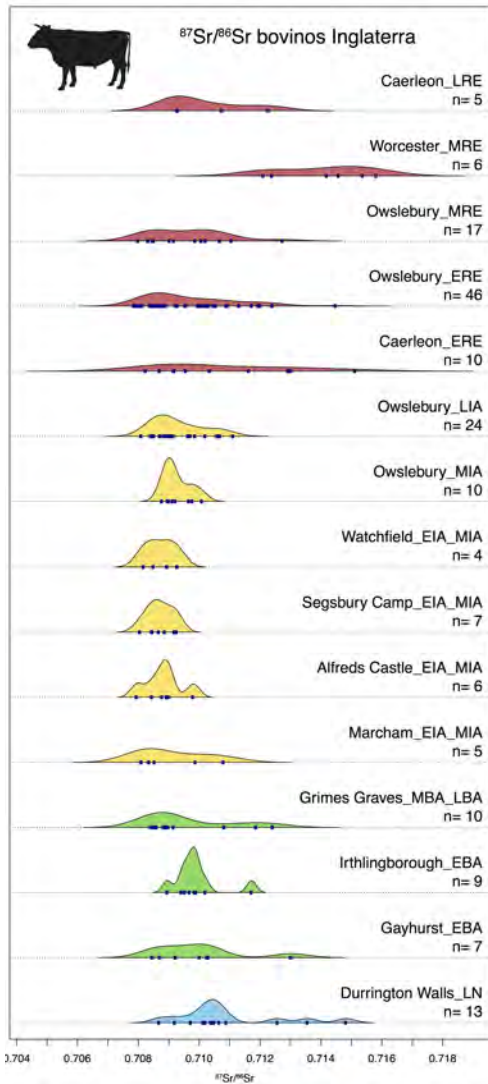 ⁸⁷Sr/⁸⁶Sr bovinos Inglaterra
Caerleon_LRE
n= 5
Worcester_MRE
n= 6
Owslebury_MRE
n= 17
Owslebury_ERE
n= 46
Caerleon_ERE
n= 10
Owslebury_LIA
n= 24
Owslebury_MIA
n= 10
Watchfield_EIA_MIA
n= 4
Segsbury Camp_EIA_MIA
n= 7
Alfreds Castle_EIA_MIA
n= 6
Marcham_EIA_MIA
n= 5
Grimes Graves_MBA_LBA
n= 10
Irthlingborough_EBA
n= 9
Gayhurst_EBA
n= 7
Durrington Walls_LN
n= 13
0.704 0.706 0.708 0.710 0.712 0.714 0.716 0.718
⁸⁷Sr/⁸⁶Sr